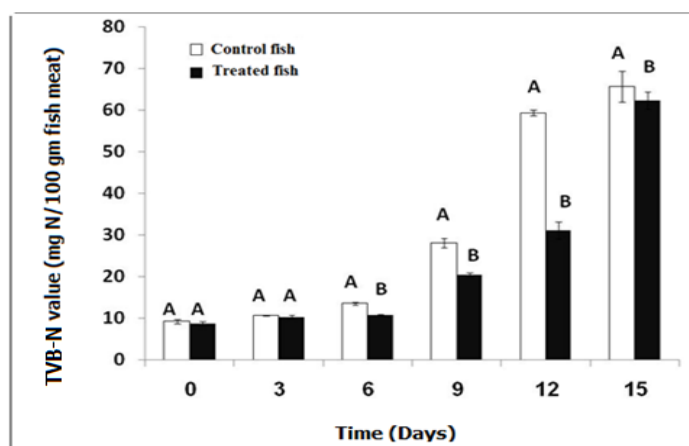 TVB-N value (mg N/100 gm fish meat)
80
70
60
50
40
30
20
10
0
Control fish
Treated fish
A A
A A
A B
A B
A B
A B
0 3 6 9 12 15
Time (Days)